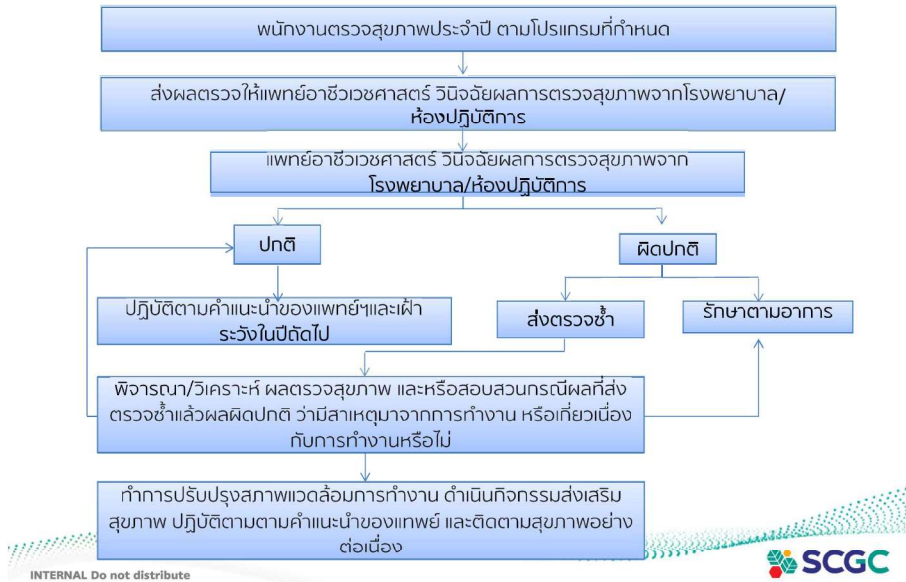 พนักงานตรวจสุขภาพประจำปี ตามโปรแกรมที่กำหนด
ส่งผลตรวจให้แพทย์อาชีวเวชศาสตร์ วินิจฉัยผลการตรวจสุขภาพจากโรงพยาบาล/
ห้องปฏิบัติการ
แพทย์อาชีวเวชศาสตร์ วินิจฉัยผลการตรวจสุขภาพจาก
โรงพยาบาล/ห้องปฏิบัติการ
ปกติ
ผิดปกติ
ปฏิบัติตามคำแนะนำของแพทย์ฯและเฝ้า
ระวังในปีถัดไป
ส่งตรวจซ้ำ
รักษาตามอาการ
พิจารณา/วิเคราะห์ ผลตรวจสุขภาพ และหรือสอบสวนกรณีผลที่ส่ง
ตรวจซ้ำแล้วผลผิดปกติ ว่ามีสาเหตุมาจากการทำงาน หรือเกี่ยวเนื่อง
กับการทำงานหรือไม่
ทำการปรับปรุงสภาพแวดล้อมการทำงาน ดำเนินกิจกรรมส่งเสริม
สุขภาพ ปฏิบัติตามตามคำแนะนำของแทพย์ และติดตามสุขภาพอย่าง
ต่อเนื่อง
INTERNAL Do not distribute
SCGC